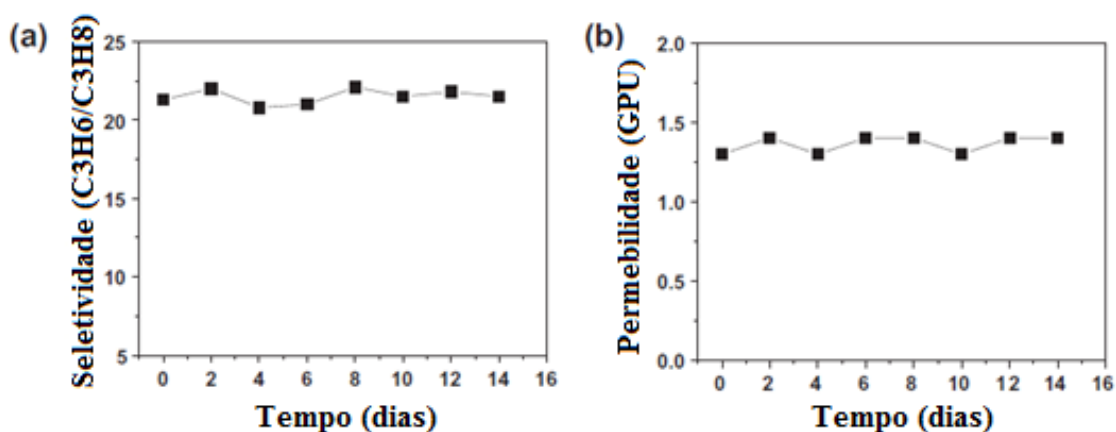 (a)
Seletividade (C3H6/C3H8)
25
20
15
10
5
0 2 4 6 8 10 12 14 16
Tempo (dias)
(b)
Permebilidade (GPU)
2.0
1.5
1.0
0.5
0.0
0 2 4 6 8 10 12 14 16
Tempo (dias)